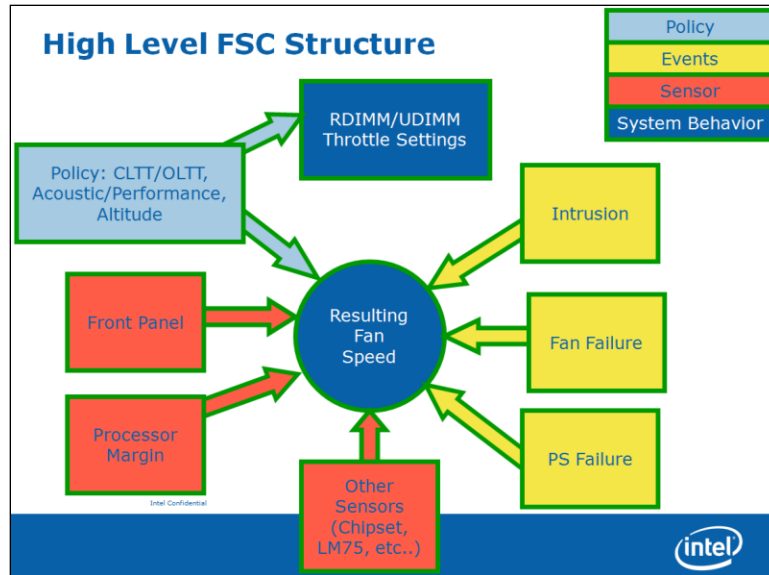 High Level FSC Structure
Policy
Events
Sensor
System Behavior
RDIMM/UDIMM
Throttle Settings
Policy: CLTT/OLTT,
Acoustic/Performance,
Altitude
Intrusion
Front Panel
Resulting
Fan
Speed
Fan Failure
Processor
Margin
PS Failure
Other
Sensors
(Chipset,
LM75, etc..)
Intel Confidential
intel